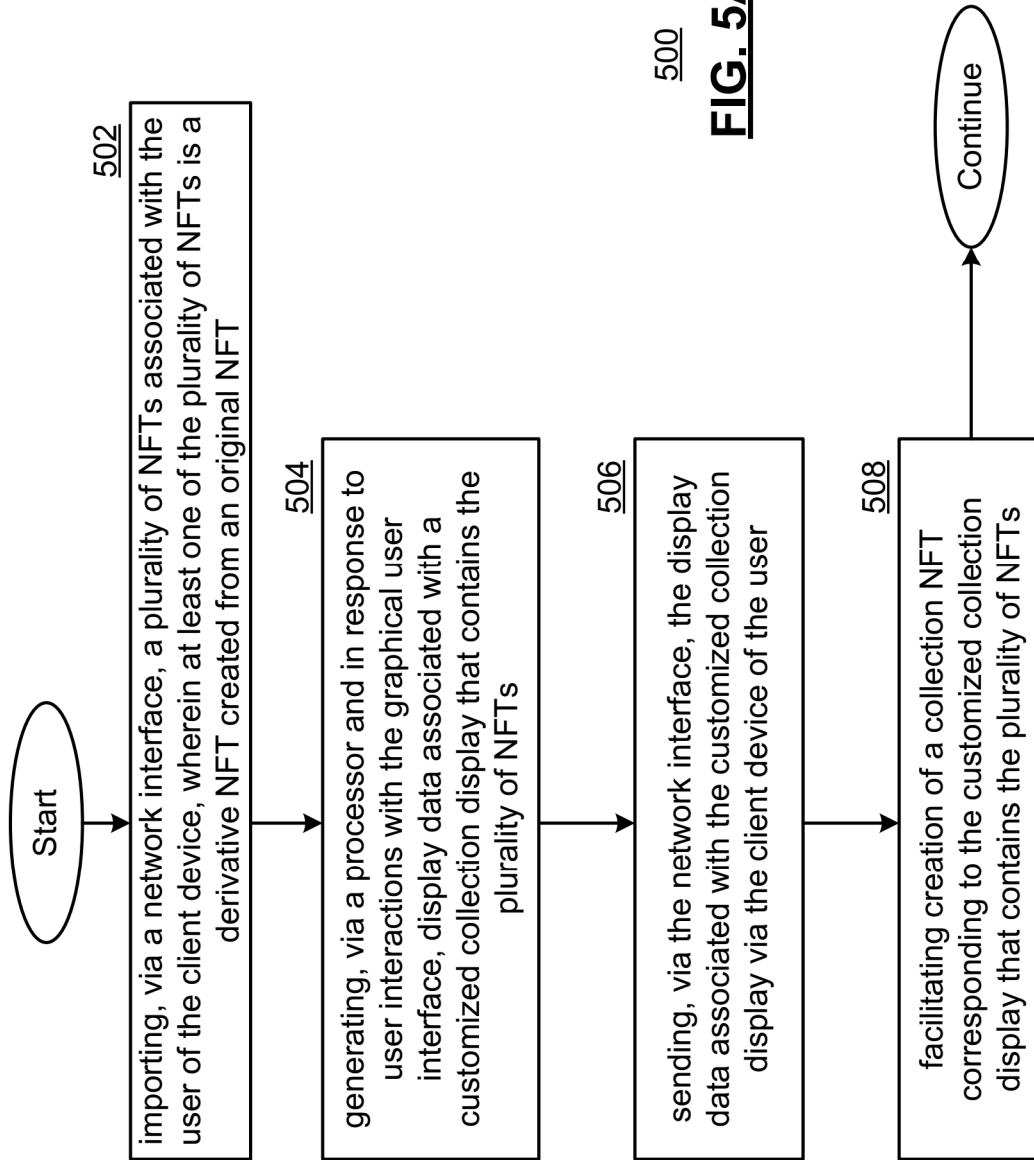 Start
502
importing, via a network interface, a plurality of NFTs associated with the
user of the client device, wherein at least one of the plurality of NFTs is a
derivative NFT created from an original NFT
504
generating, via a processor and in response to
user interactions with the graphical user
interface, display data associated with a
customized collection display that contains the
plurality of NFTs
506
sending, via the network interface, the display
data associated with the customized collection
display via the client device of the user
508
facilitating creation of a collection NFT
corresponding to the customized collection
display that contains the plurality of NFTs
Continue
500
FIG. 5A